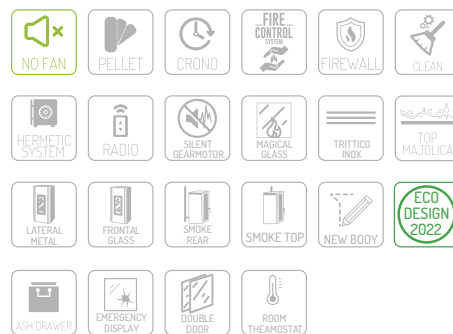 NO FAN
PELLET
CRONO
FIRE
CONTROL
SYSTEM
FIREWALL
CLEAN
HERMETIC
SYSTEM
RADIO
SILENT
GEARMOTOR
MAGICAL
GLASS
TRITTICO
INOX
TOP
MAJOLICA
LATERAL
METAL
FRONTAL
GLASS
SMOKE
REAR
SMOKE TOP
NEW BODY
ECO
DESIGN
2022
ASH DRAWER
EMERGENCY
DISPLAY
DOUBLE
DOOR
ROOM
THEAMOSTAT